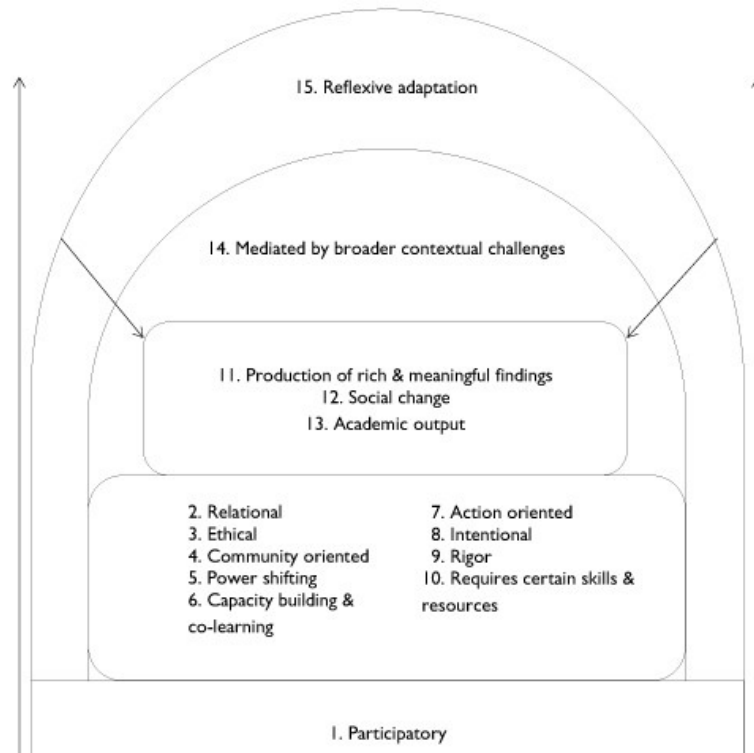 15. Reflexive adaptation
14. Mediated by broader contextual challenges
11. Production of rich & meaningful findings
12. Social change
13. Academic output
2. Relational
3. Ethical
4. Community oriented
5. Power shifting
6. Capacity building &
co-learning
7. Action oriented
8. Intentional
9. Rigor
10. Requires certain skills &
resources
1. Participatory